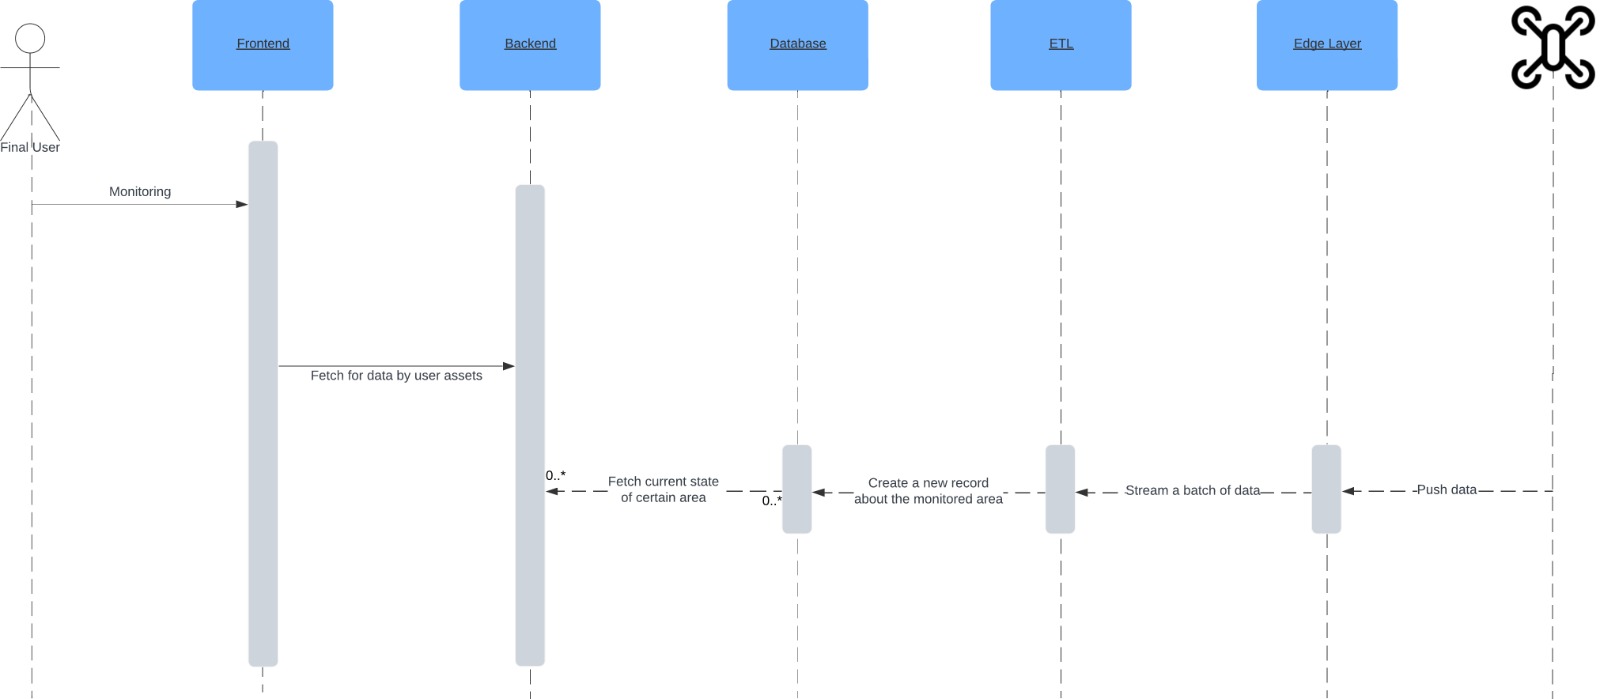 Frontend
Backend
Database
ETL
Edge Layer
Final User
Monitoring
Fetch for data by user assets
0..*
Fetch current state
of certain area
0..*
Create a new record
about the monitored area
Stream a batch of data
Push data